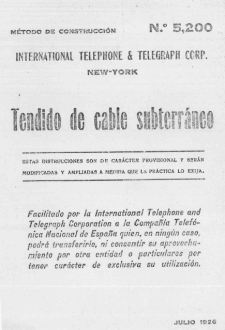 MÉTODO DE CONSTRUCCIÓN N.º 5,200
INTERNATIONAL TELEPHONE & TELEGRAPH CORP.
NEW-YORK
Tendido de cable subterráneo
ESTAS INSTRUCCIONES SON DE CARÁCTER PROVISIONAL Y SERÁN
MODIFICADAS Y AMPLIADAS A MEDIDA QUE LA PRÁCTICA LO EXIJA.
Facilitado por la International Telephone and
Telegraph Corporation a la Compañía Telefó-
nica Nacional de España quien, en ningún caso,
podrá transferirlo, ni consentir su aprovecha-
miento por otra entidad o particulares por
tener carácter de exclusiva su utilización.
JULIO 1926